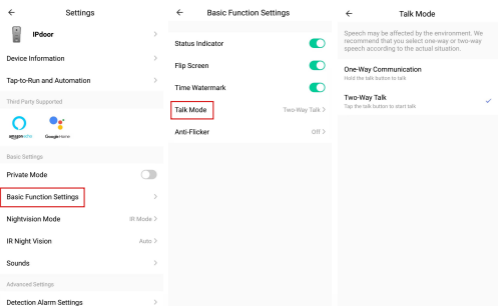 Settings
IPdoor
Device Information
Tap-to-Run and Automation
Third Party Supported
amazon echo
Google Home
Basic Settings
Private Mode
Basic Function Settings
Nightvision Mode IR Mode
IR Night Vision Auto
Sounds
Advanced Settings
Detection Alarm Settings
Basic Function Settings
Status Indicator
Flip Screen
Time Watermark
Talk Mode Two-Way Talk
Anti-Flicker Off
Talk Mode
Speech may be affected by the environment. We
recommend that you select one-way or two-way
speech according to the actual situation.
One-Way Communication
Hold the talk button to talk
Two-Way Talk
Tap the talk button to start talk